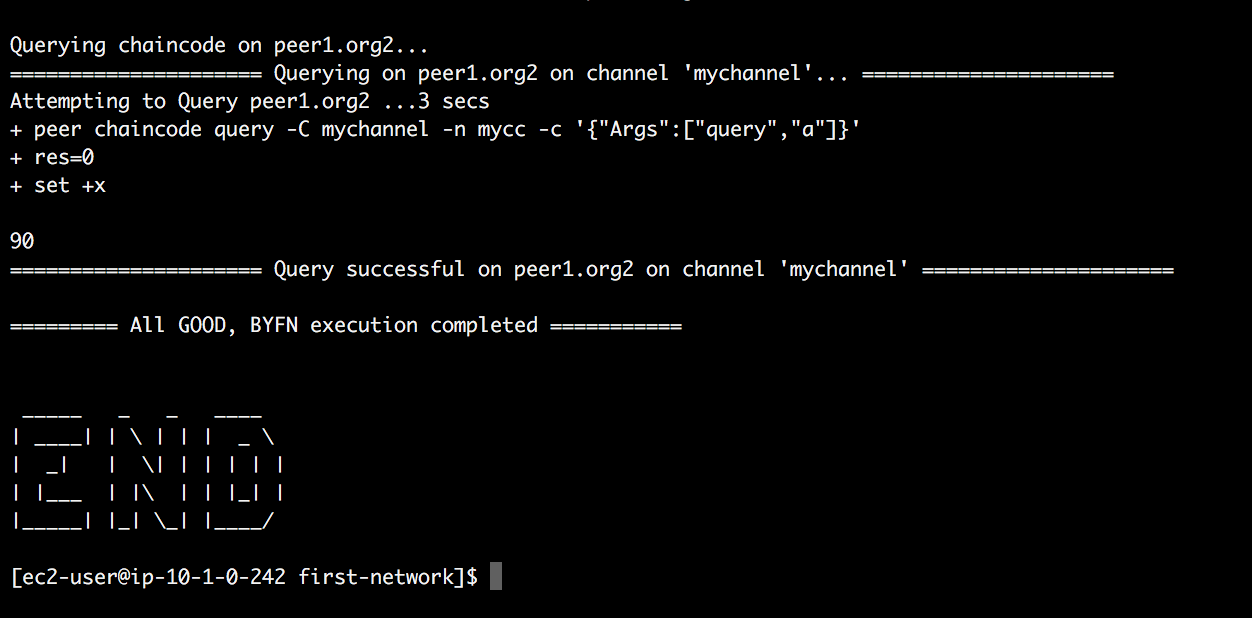 Querying chaincode on peer1.org2...
===================== Querying on peer1.org2 on channel 'mychannel'... =====================
Attempting to Query peer1.org2 ...3 secs
+ peer chaincode query -C mychannel -n mycc -c '{"Args":["query","a"]}'
+ res=0
+ set +x
90
===================== Query successful on peer1.org2 on channel 'mychannel' =====================
========= All GOOD, BYFN execution completed ===========
 _____   _   _   ____
| ____| | \ | | |  _ \
|  _|   |  \| | | | | |
| |___  | |\  | | |_| |
|_____| |_| \_| |____/
[ec2-user@ip-10-1-0-242 first-network]$